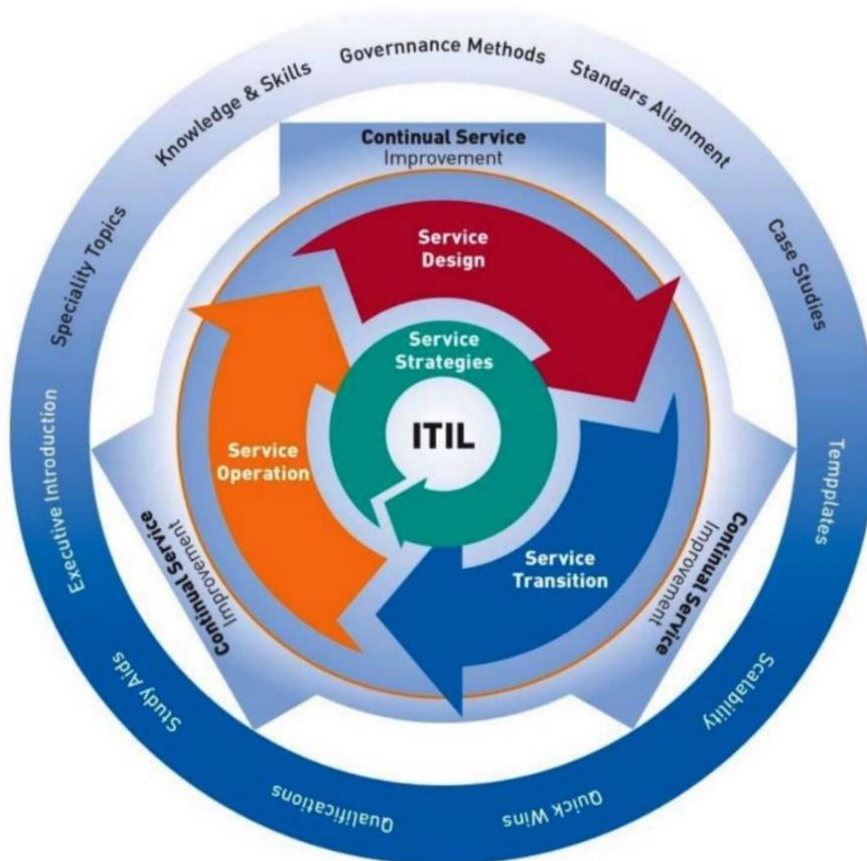 Governnance Methods
Knowledge & Skills
Standars Alignment
Continual Service
Improvement
Speciality Topics
Case Studies
Service
Design
Service
Strategies
ITIL
Service
Operation
Service
Transition
Executive Introduction
Tempplates
Continual Service
Improvement
Continual Service
Improvement
Study Aids
Scalability
Qualifications
Quick Wins